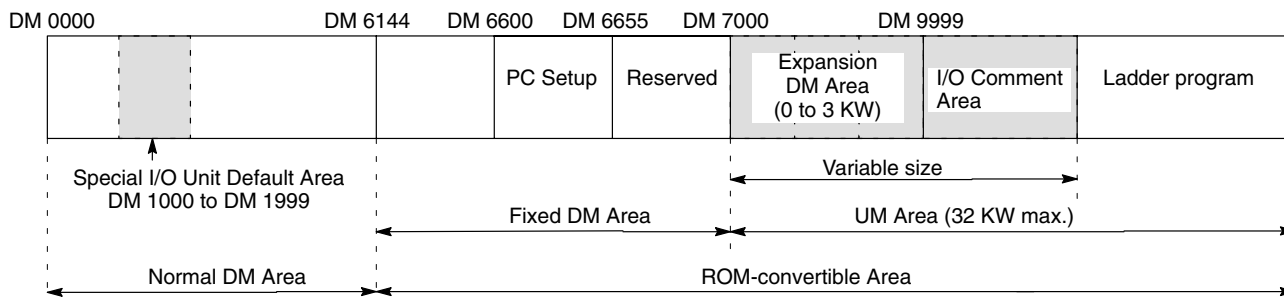 DM 0000
DM 6144
DM 6600
DM 6655
DM 7000
DM 9999
PC Setup
Reserved
Expansion
DM Area
(0 to 3 KW)
I/O Comment
Area
Ladder program
Special I/O Unit Default Area
DM 1000 to DM 1999
Variable size
Fixed DM Area
UM Area (32 KW max.)
Normal DM Area
ROM-convertible Area